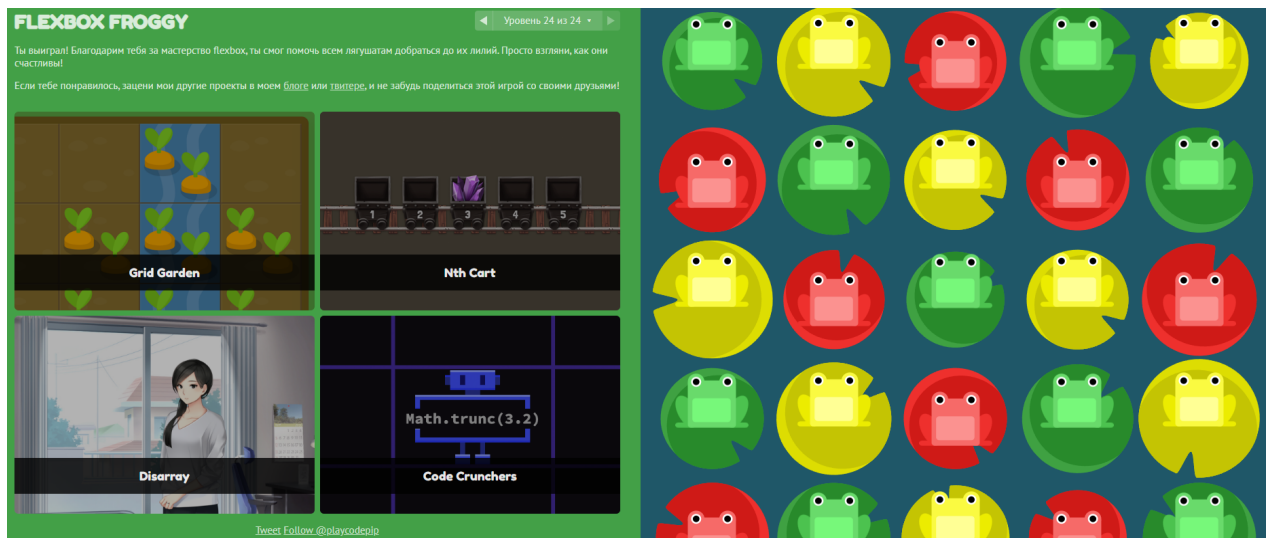 FLEXBOX FROGGY
Уровень 24 из 24
Ты выиграл! Благодарим тебя за мастерство flexbox, ты смог помочь всем лягушатам добраться до их лилий. Просто взгляни, как они
счастливы!
Если тебе понравилось, зацени мои другие проекты в моем блоге или твитере, и не забудь поделиться этой игрой со своими друзьями!
1 2 3 4 5
Grid Garden
Nth Cart
Math.trunc(3.2)
Disarray
Code Crunchers
Tweet Follow @playcodepip